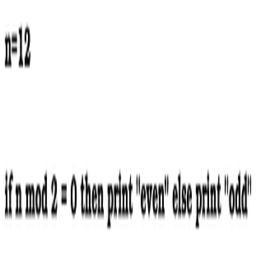 n=12
if n mod 2 = 0 then print "even" else print "odd"